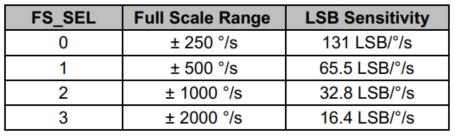 FS_SEL Full Scale Range LSB Sensitivity
0 ± 250 °/s 131 LSB/°/s
1 ± 500 °/s 65.5 LSB/°/s
2 ± 1000 °/s 32.8 LSB/°/s
3 ± 2000 °/s 16.4 LSB/°/s